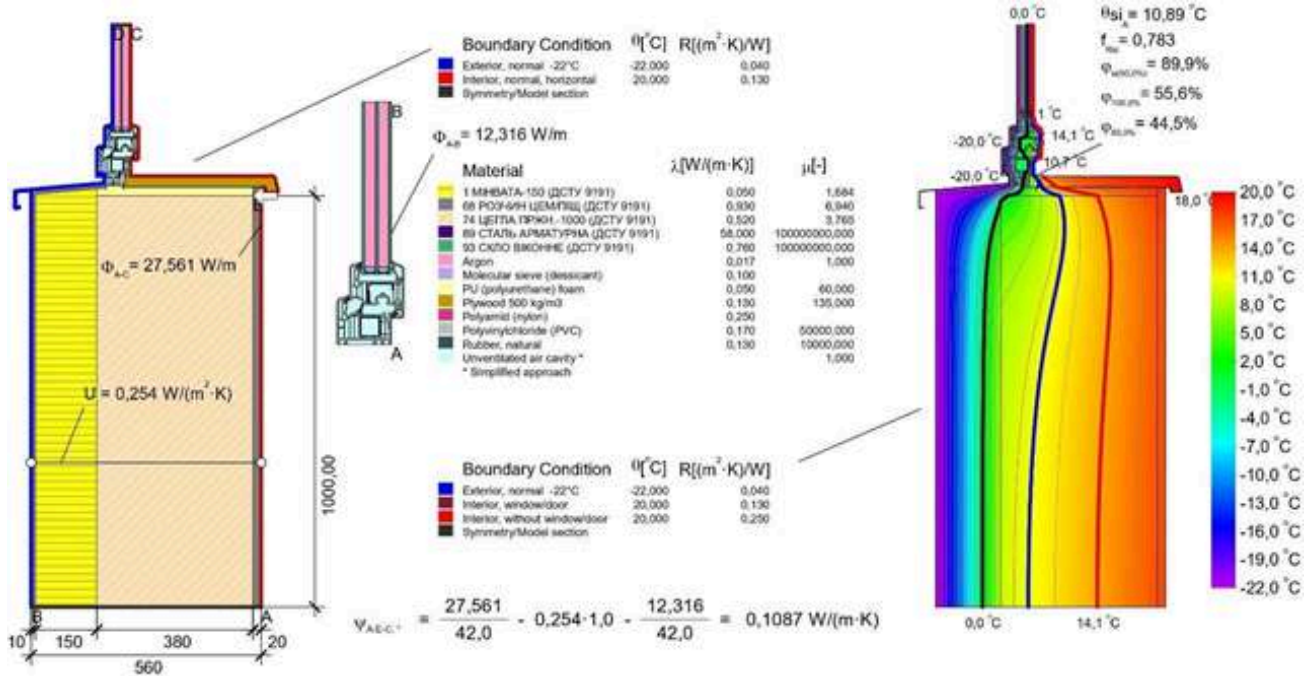 D C
Boundary Condition θ[°C] R[(m²·K)/W]
Exterior, normal -22°C -22,000 0,040
Interior, normal, horizontal 20,000 0,130
Symmetry/Model section
B
Φ A-B = 12,316 W/m
Material λ[W/(m·K)] μ[-]
1 МІНВАТА-150 (ДСТУ 9191) 0,050 1,684
68 РОЗЧИН ЦЕМ/ПІЩ (ДСТУ 9191) 0,930 6,940
74 ЦЕГЛА ПРЖН.-1000 (ДСТУ 9191) 0,520 3,765
89 СТАЛЬ АРМАТУРНА (ДСТУ 9191) 58,000 100000000,000
93 СКЛО ВІКОННЕ (ДСТУ 9191) 0,760 100000000,000
Argon 0,017 1,000
Molecular sieve (dessicant) 0,100
PU (polyurethane) foam 0,050 60,000
Plywood 500 kg/m3 0,130 135,000
Polyamid (nylon) 0,250
Polyvinylchloride (PVC) 0,170 50000,000
Rubber, natural 0,130 10000,000
Unventilated air cavity * 1,000
* Simplified approach
A
Φ A-C = 27,561 W/m
U = 0,254 W/(m²·K)
1000,00
B A
10 150 380 20
560
Boundary Condition θ[°C] R[(m²·K)/W]
Exterior, normal -22°C -22,000 0,040
Interior, window/door 20,000 0,130
Interior, without window/door 20,000 0,250
Symmetry/Model section
27,561 12,316
= - 0,254·1,0 - = 0,1087 W/(m·K)
42,0 42,0
0,0 °C
θsi = 10,89 °C
f = 0,783
= 89,9%
= 55,6%
= 44,5%
-20,0 °C
14,1 °C
10,7 °C
-20,0 °C
18,0 °C
0,0 °C 14,1 °C
20,0 °C
17,0 °C
14,0 °C
11,0 °C
8,0 °C
5,0 °C
2,0 °C
-1,0 °C
-4,0 °C
-7,0 °C
-10,0 °C
-13,0 °C
-16,0 °C
-19,0 °C
-22,0 °C